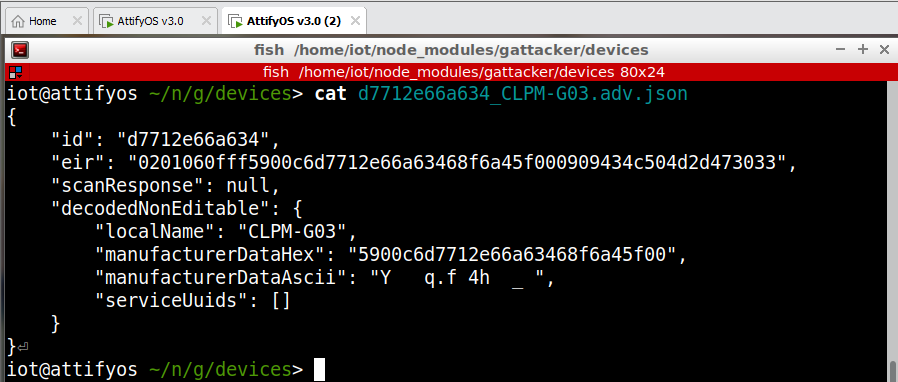 Home
AttifyOS v3.0
AttifyOS v3.0 (2)
fish /home/iot/node_modules/gattacker/devices
fish /home/iot/node_modules/gattacker/devices 80x24
iot@attifyos ~/n/g/devices> cat d7712e66a634_CLPM-G03.adv.json
{
    "id": "d7712e66a634",
    "eir": "0201060fff5900c6d7712e66a63468f6a45f000909434c504d2d473033",
    "scanResponse": null,
    "decodedNonEditable": {
        "localName": "CLPM-G03",
        "manufacturerDataHex": "5900c6d7712e66a63468f6a45f00",
        "manufacturerDataAscii": "Y   q.f 4h  _ ",
        "serviceUuids": []
    }
}⏎
iot@attifyos ~/n/g/devices>